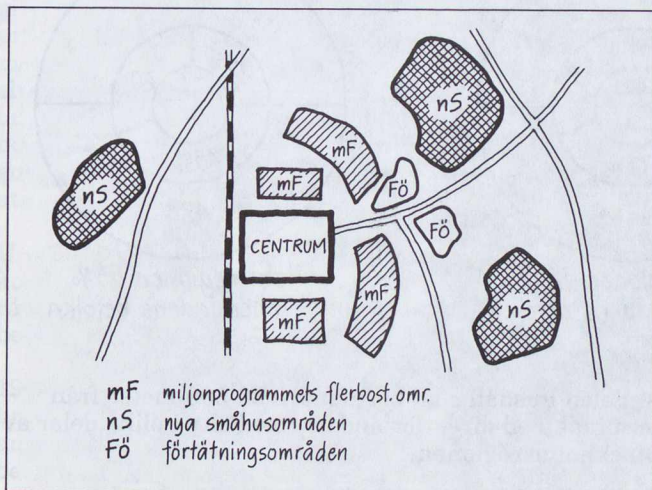 nS
mF
nS
mF
FÖ
FÖ
CENTRUM
mF
mF
nS
mF miljonprogrammets flerbost. omr.
nS nya småhusområden
FÖ förtätningsområden